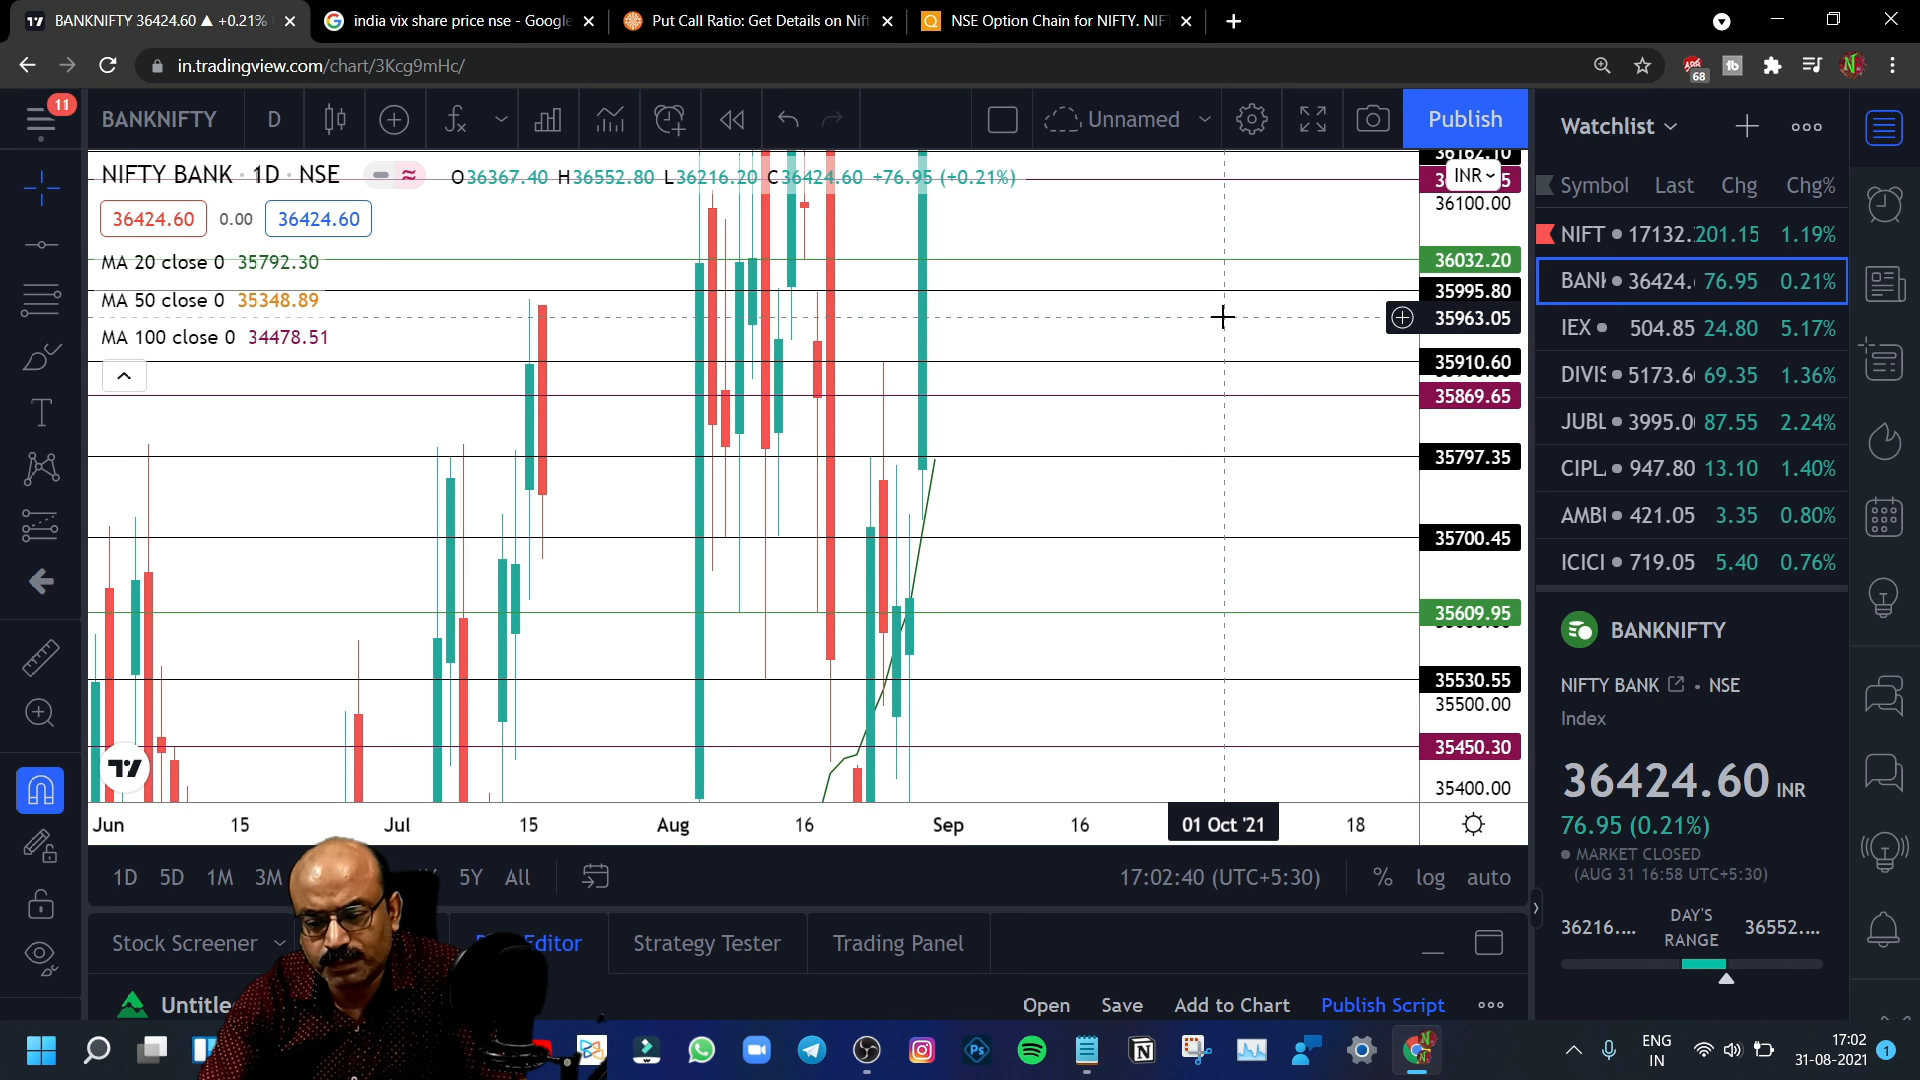 BANKNIFTY 36424.60 ▲ +0.21%
india vix share price nse - Google
Put Call Ratio: Get Details on Nift
NSE Option Chain for NIFTY. NIFT
in.tradingview.com/chart/3Kcg9mHc/
68
11
BANKNIFTY
D
Unnamed
Publish
Watchlist
NIFTY BANK · 1D · NSE
O36367.40 H36552.80 L36216.20 C36424.60 +76.95 (+0.21%)
36424.60 0.00 36424.60
MA 20 close 0 35792.30
MA 50 close 0 35348.89
MA 100 close 0 34478.51
36162.10
INR
36100.00
36032.20
35995.80
35963.05
35910.60
35869.65
35797.35
35700.45
35609.95
35530.55
35500.00
35450.30
35400.00
Jun 15 Jul 15 Aug 16 Sep 16 01 Oct '21 18
1D 5D 1M 3M 5Y All
17:02:40 (UTC+5:30)
% log auto
Stock Screener
Editor
Strategy Tester
Trading Panel
Untitle
Open Save Add to Chart Publish Script
Symbol Last Chg Chg%
NIFT 17132. 201.15 1.19%
BANK 36424. 76.95 0.21%
IEX 504.85 24.80 5.17%
DIVIS 5173.6 69.35 1.36%
JUBL 3995.0 87.55 2.24%
CIPL 947.80 13.10 1.40%
AMBU 421.05 3.35 0.80%
ICICI 719.05 5.40 0.76%
BANKNIFTY
NIFTY BANK • NSE
Index
36424.60 INR
76.95 (0.21%)
MARKET CLOSED
(AUG 31 16:58 UTC+5:30)
36216.... DAY'S RANGE 36552....
ENG
IN
17:02
31-08-2021
1